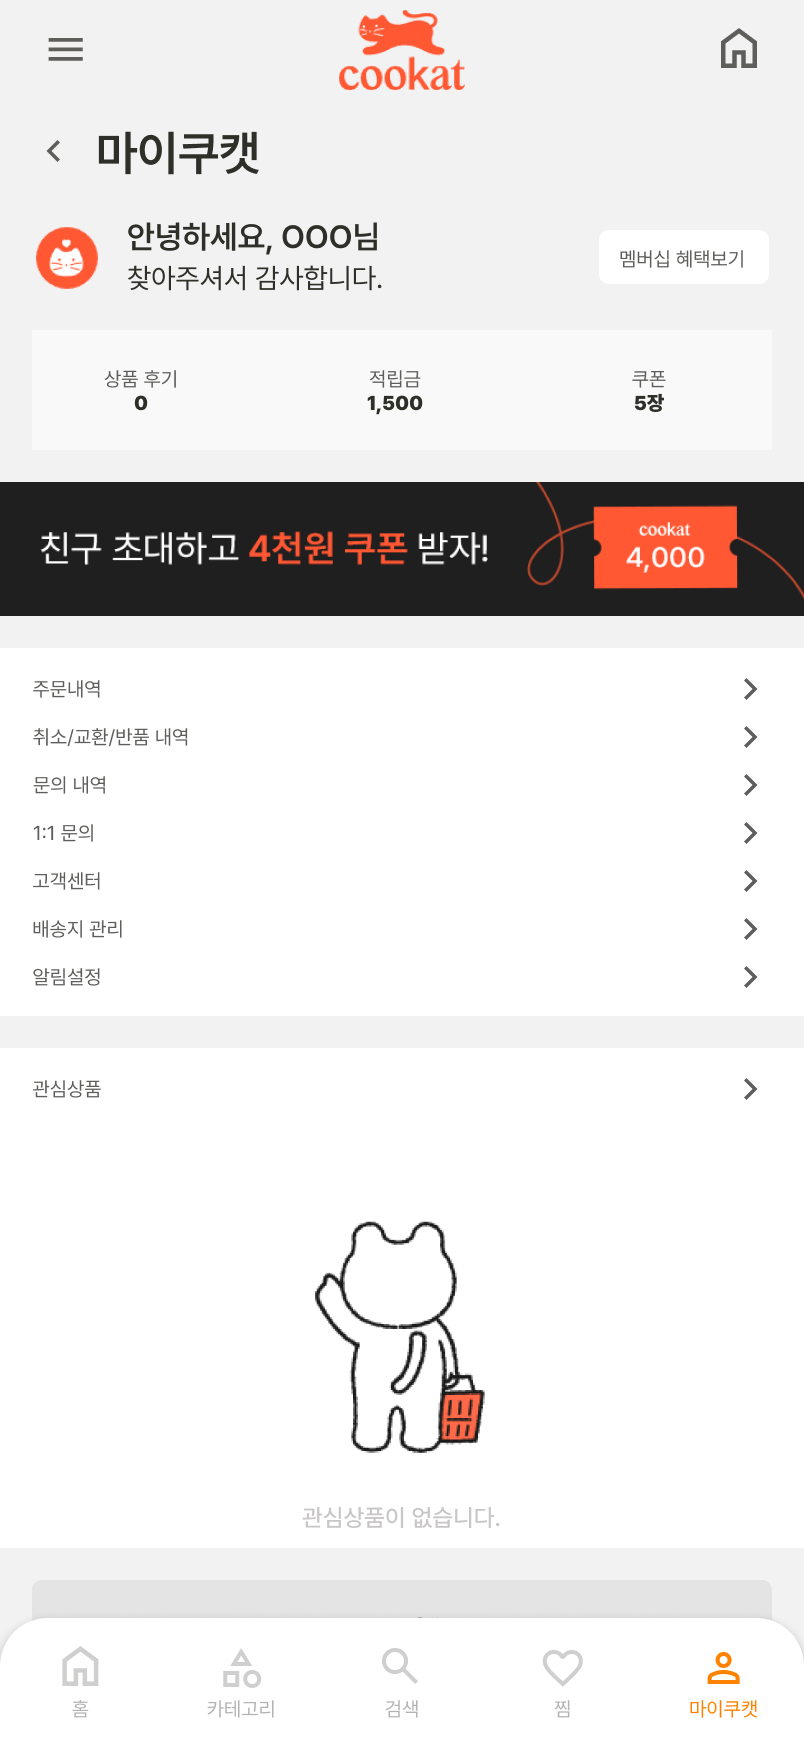 cookat
마이쿠캣
안녕하세요, OOO님
찾아주셔서 감사합니다.
멤버십 혜택보기
상품 후기
0
적립금
1,500
쿠폰
5장
친구 초대하고 4천원 쿠폰 받자!
cookat
4,000
주문내역
취소/교환/반품 내역
문의 내역
1:1 문의
고객센터
배송지 관리
알림설정
관심상품
관심상품이 없습니다.
홈
카테고리
검색
찜
마이쿠캣